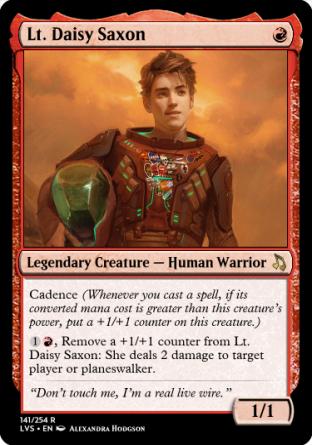 Lt. Daisy Saxon
Legendary Creature — Human Warrior
Cadence (Whenever you cast a spell, if its
converted mana cost is greater than this creature's
power, put a +1/+1 counter on this creature.)
1, Remove a +1/+1 counter from Lt.
Daisy Saxon: She deals 2 damage to target
player or planeswalker.
“Don't touch me, I'm a real live wire.”
1/1
141/254 R
LVS • EN ALEXANDRA HODGSON